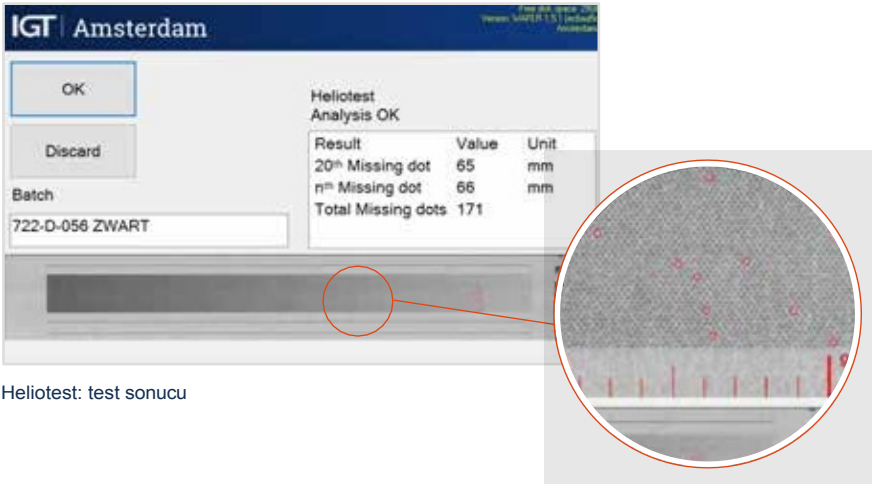 IGT Amsterdam
OK
Discard
Batch
722-D-056 ZWART
Heliotest
Analysis OK
Result Value Unit
20th Missing dot 65 mm
nth Missing dot 66 mm
Total Missing dots 171
Heliotest: test sonucu